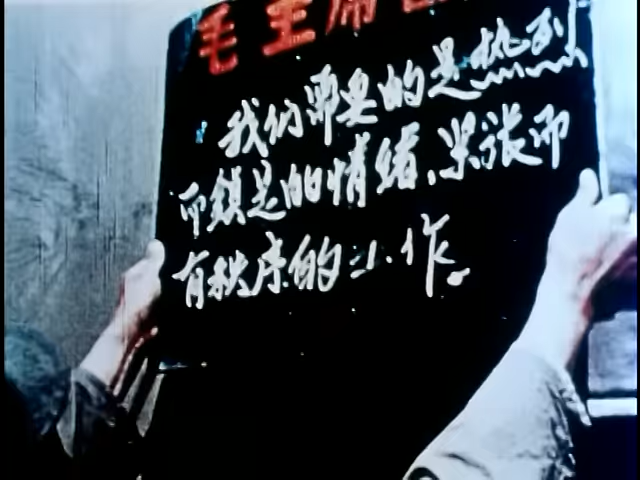 毛主席
我们需要的是热烈
而鎮定的情绪，紧张而
有秩序的工作。